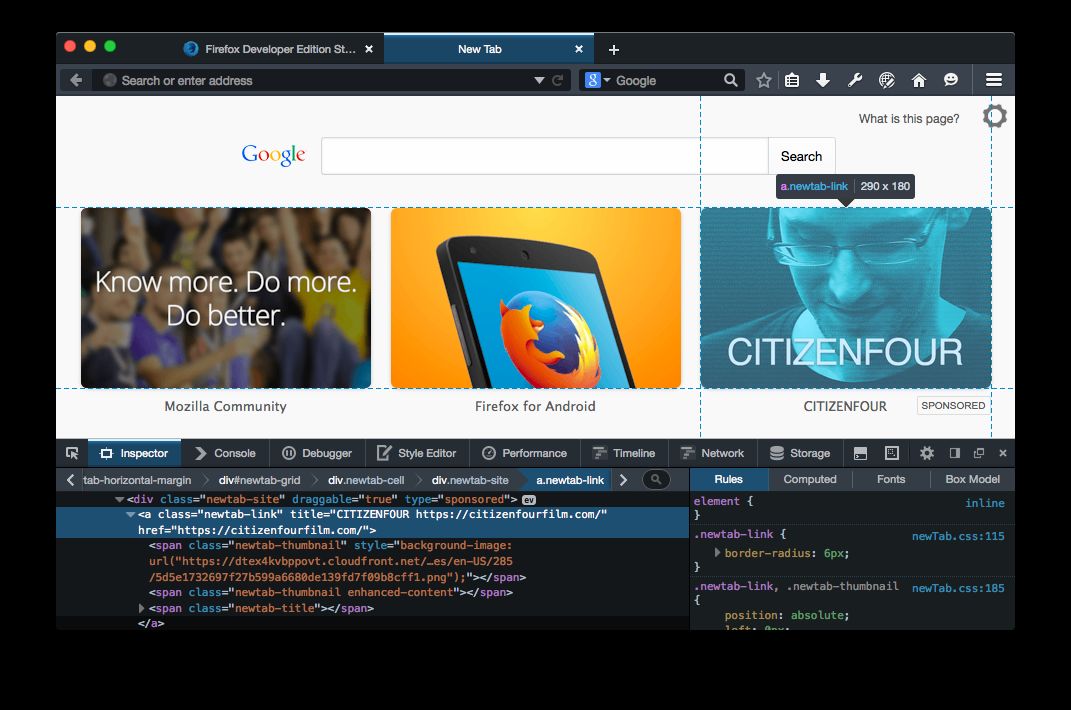 Firefox Developer Edition St... ×
New Tab ×
+
Search or enter address
8 Google
What is this page?
Google
Search
a.newtab-link 290 x 180
Know more. Do more.
Do better.
CITIZENFOUR
Mozilla Community
Firefox for Android
CITIZENFOUR
SPONSORED
Inspector
Console
Debugger
Style Editor
Performance
Timeline
Network
Storage
tab-horizontal-margin
div#newtab-grid
div.newtab-cell
div.newtab-site
a.newtab-link
Rules
Computed
Fonts
Box Model
<div class="newtab-site" draggable="true" type="sponsored"> ev
<a class="newtab-link" title="CITIZENFOUR https://citizenfourfilm.com/"
href="https://citizenfourfilm.com/">
<span class="newtab-thumbnail" style="background-image:
url("https://dtex4kvbppovt.cloudfront.net/…es/en-US/285
/5d5e1732697f27b599a6680de139fd7f09b8cff1.png");"></span>
<span class="newtab-thumbnail enhanced-content"></span>
<span class="newtab-title"></span>
</a>
element {
inline
}
.newtab-link {
newTab.css:115
border-radius: 6px;
}
.newtab-link, .newtab-thumbnail
newTab.css:185
{
position: absolute;
left: 0px;